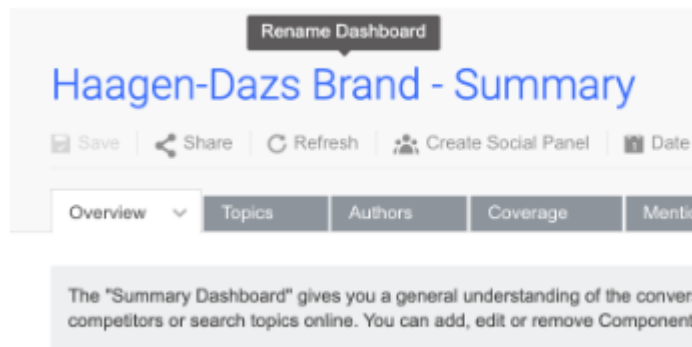 Rename Dashboard
Haagen-Dazs Brand - Summary
Save Share Refresh Create Social Panel Date
Overview Topics Authors Coverage Mentic
The "Summary Dashboard" gives you a general understanding of the conver
competitors or search topics online. You can add, edit or remove Component